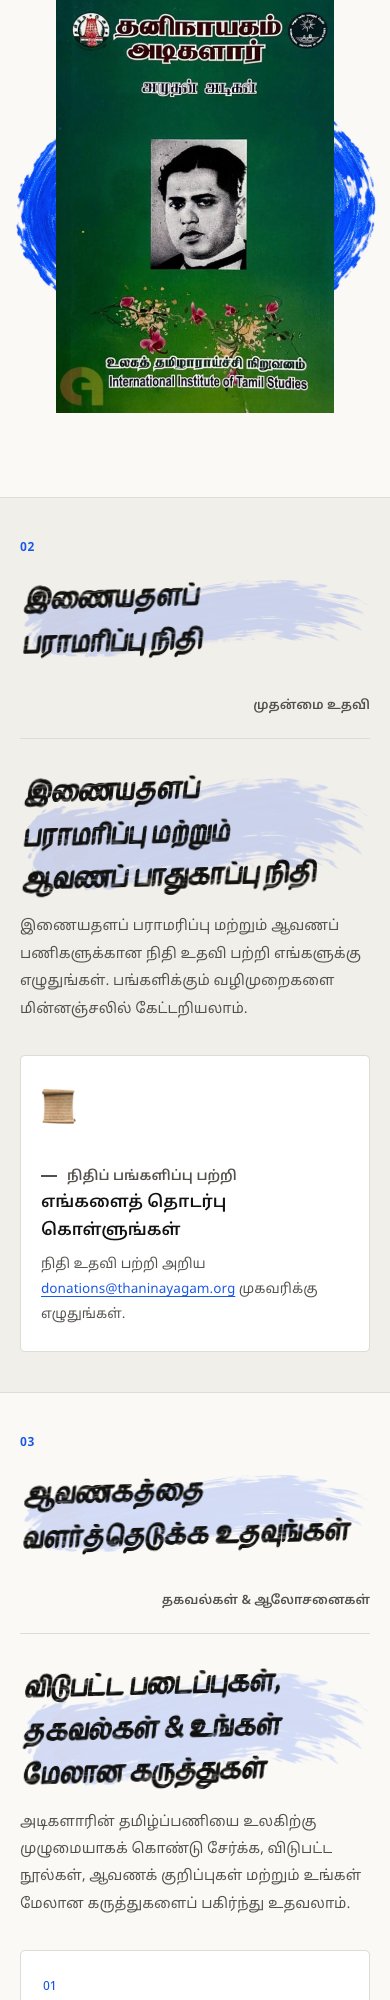 தனிநாயகம்
அடிகளார்
அமுதன் அடிகள்
உலகத் தமிழாராய்ச்சி நிறுவனம்
International Institute of Tamil Studies
02
இணையதளப்
பராமரிப்பு நிதி
முதன்மை உதவி
இணையதளப்
பராமரிப்பு மற்றும்
ஆவணப் பாதுகாப்பு நிதி
இணையதளப் பராமரிப்பு மற்றும் ஆவணப்
பணிகளுக்கான நிதி உதவி பற்றி எங்களுக்கு
எழுதுங்கள். பங்களிக்கும் வழிமுறைகளை
மின்னஞ்சலில் கேட்டறியலாம்.
— நிதிப் பங்களிப்பு பற்றி
எங்களைத் தொடர்பு
கொள்ளுங்கள்
நிதி உதவி பற்றி அறிய
donations@thaninayagam.org முகவரிக்கு
எழுதுங்கள்.
03
ஆவணகத்தை
வளர்த்தெடுக்க உதவுங்கள்
தகவல்கள் & ஆலோசனைகள்
விடுபட்ட படைப்புகள்,
தகவல்கள் & உங்கள்
மேலான கருத்துகள்
அடிகளாரின் தமிழ்ப்பணியை உலகிற்கு
முழுமையாகக் கொண்டு சேர்க்க, விடுபட்ட
நூல்கள், ஆவணக் குறிப்புகள் மற்றும் உங்கள்
மேலான கருத்துகளைப் பகிர்ந்து உதவலாம்.
01